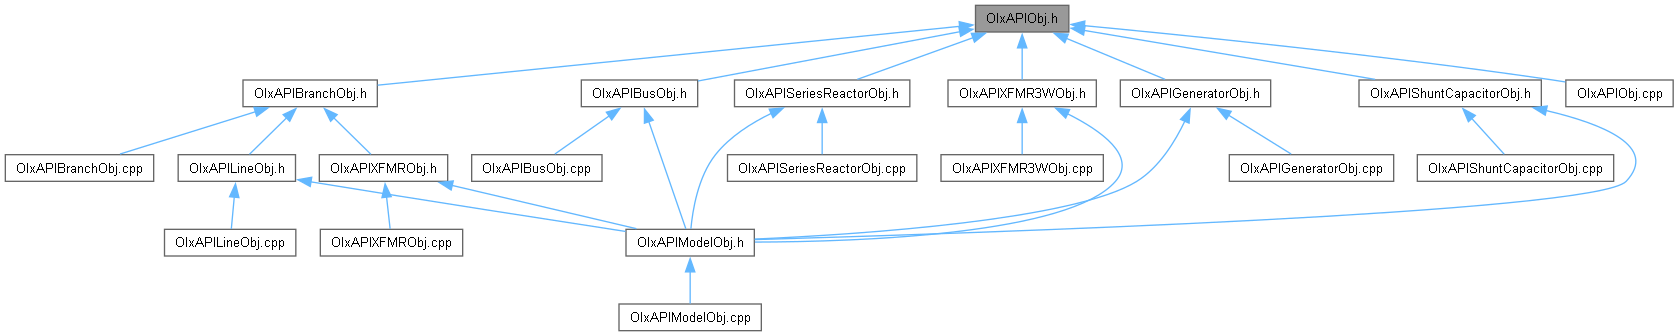 OlxAPIObj.h
OlxAPIBranchObj.h
OlxAPIBusObj.h
OlxAPISeriesReactorObj.h
OlxAPIXFMR3WObj.h
OlxAPIGeneratorObj.h
OlxAPIShuntCapacitorObj.h
OlxAPIObj.cpp
OlxAPIBranchObj.cpp
OlxAPILineObj.h
OlxAPIXFMRObj.h
OlxAPIBusObj.cpp
OlxAPISeriesReactorObj.cpp
OlxAPIXFMR3WObj.cpp
OlxAPIGeneratorObj.cpp
OlxAPIShuntCapacitorObj.cpp
OlxAPILineObj.cpp
OlxAPIXFMRObj.cpp
OlxAPIModelObj.h
OlxAPIModelObj.cpp